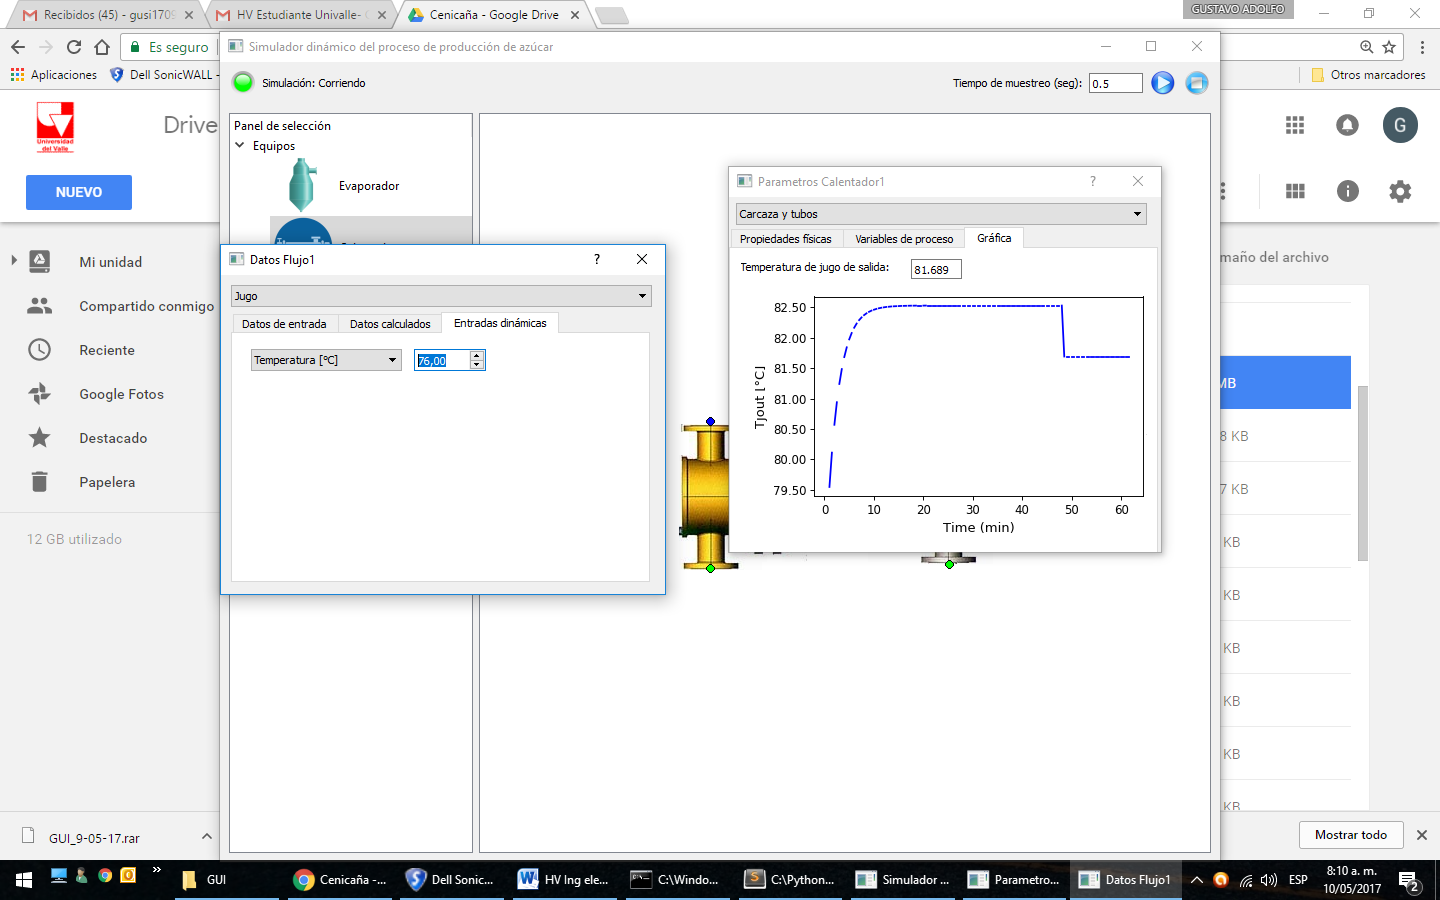 Recibidos (45) - gusi1709
HV Estudiante Univalle-
Cenicaña - Google Drive
GUSTAVO ADOLFO
Es seguro
Simulador dinámico del proceso de producción de azúcar
Aplicaciones
Dell SonicWALL -
Otros marcadores
Simulación: Corriendo
Tiempo de muestreo (seg):
0.5
Universidad
del Valle
Drive
G
Panel de selección
Equipos
Evaporador
NUEVO
Parametros Calentador1
Carcaza y tubos
Propiedades físicas
Variables de proceso
Gráfica
Temperatura de jugo de salida:
81.689
82.50
82.00
81.50
81.00
80.50
80.00
79.50
Tjout [°C]
0
10
20
30
40
50
60
Time (min)
Datos Flujo1
Jugo
Datos de entrada
Datos calculados
Entradas dinámicas
Temperatura [°C]
76,00
Mi unidad
Compartido conmigo
Reciente
Google Fotos
Destacado
Papelera
12 GB utilizado
maño del archivo
MB
8 KB
7 KB
KB
KB
KB
KB
KB
KB
GUI_9-05-17.rar
Mostrar todo
GUI
Cenicaña -...
Dell Sonic...
HV Ing ele...
C:\Windo...
C:\Python...
Simulador ...
Parametro...
Datos Flujo1
ESP
8:10 a. m.
10/05/2017
2